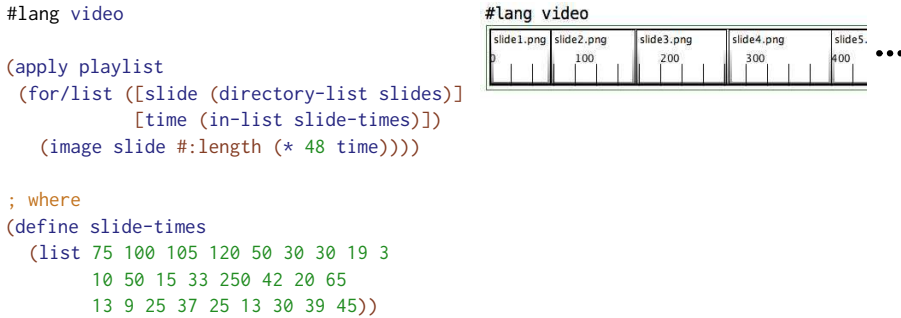 #lang video
(apply playlist
(for/list ([slide (directory-list slides)]
[time (in-list slide-times)])
(image slide #:length (* 48 time))))
; where
(define slide-times
(list 75 100 105 120 50 30 30 19 3
10 50 15 33 250 42 20 65
13 9 25 37 25 13 30 39 45))
#lang video
slide1.png slide2.png slide3.png slide4.png slide5.
0 100 200 300 400
...